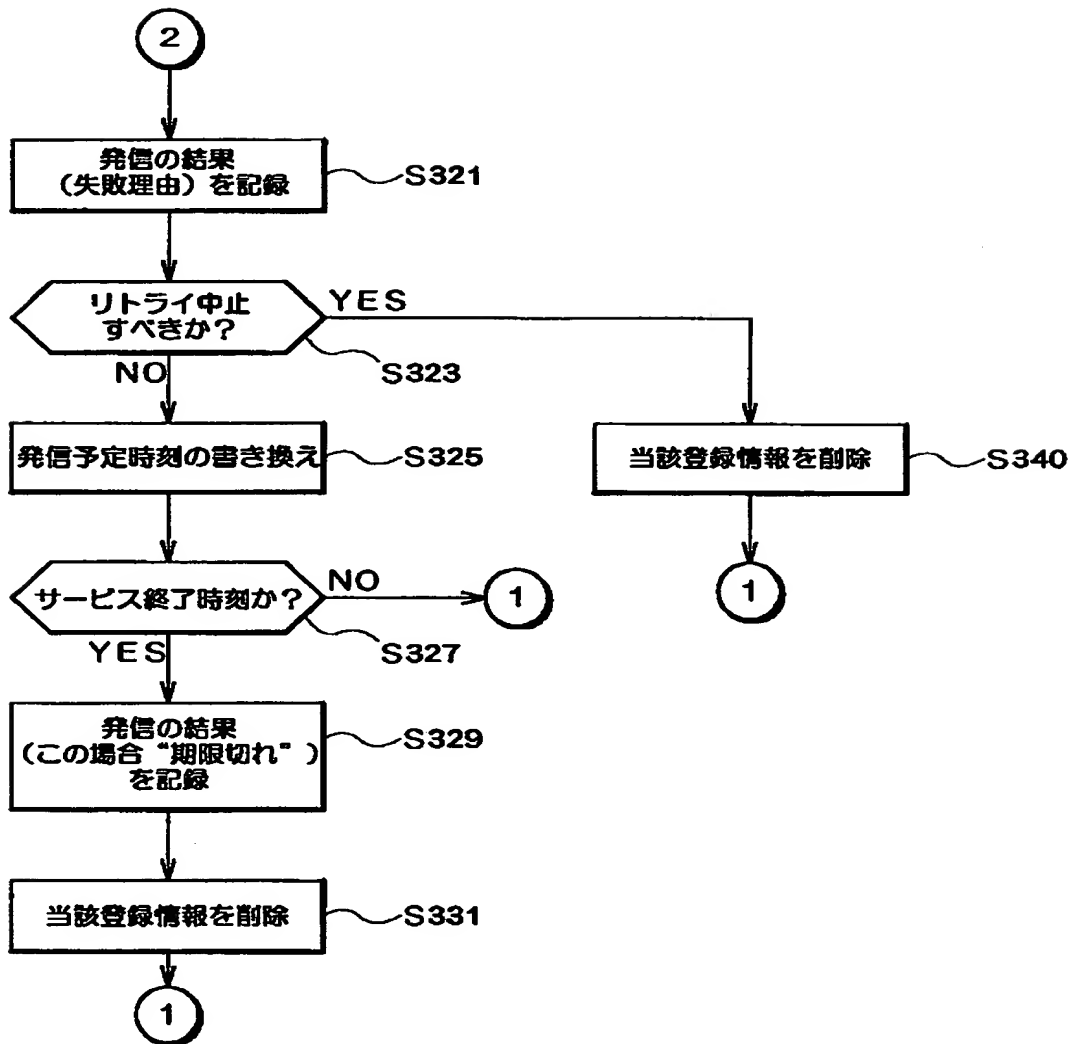 2
発信の結果
(失敗理由)を記録
S321
リトライ中止
すべきか?
YES
S323
NO
発信予定時刻の書き換え
S325
当該登録情報を削除
S340
サービス終了時刻か?
NO
1
1
S327
YES
発信の結果
(この場合“期限切れ”)
を記録
S329
当該登録情報を削除
S331
1